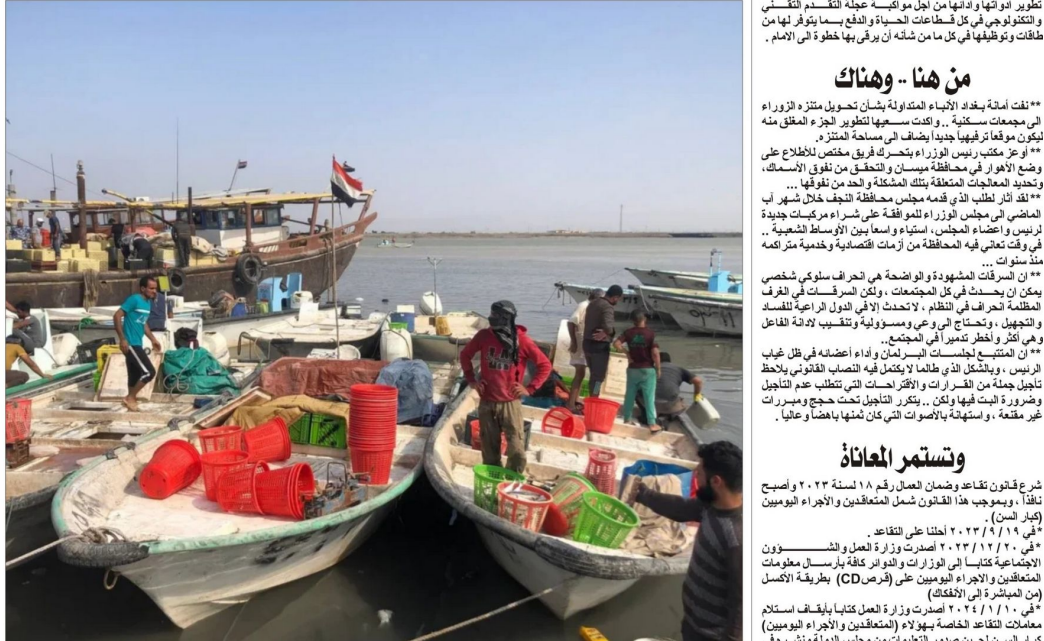 تطوير ادواتها وادائها من أجل مواكبة عجلة التقدم التقني
والتكنولوجي في كل قطاعات الحياة والدفع بما يتوفر لها من
طاقات وتوظيفها في كل ما من شأنه أن يرقى بها خطوة الى الامام .
من هنا .. وهناك
** نفت أمانة بغداد الأنباء المتداولة بشأن تحويل متنزه الزوراء
الى مجمعات سكنية .. واكدت سعيها لتطوير الجزء المغلق منه
ليكون موقعاً ترفيهياً جديداً يضاف الى مساحة المتنزه.
** أوعز مكتب رئيس الوزراء بتحرك فريق مختص للأطلاع على
وضع الأهوار في محافظة ميسان والتحقق من نفوق الأسماك،
وتحديد المعالجات المتعلقة بتلك المشكلة والحد من نفوقها ...
** لقد أثار لطلب الذي قدمه مجلس محافظة النجف خلال شهر آب
الماضي الى مجلس الوزراء للموافقة على شراء مركبات جديدة
لرئيس واعضاء المجلس، استياء واسعاً بين الأوساط الشعبية ..
في وقت تعاني فيه المحافظة من أزمات اقتصادية وخدمية متراكمه
منذ سنوات ...
** ان السرقات المشهودة والواضحة هي انحراف سلوكي شخصي
يمكن ان يحدث في كل المجتمعات ، ولكن السرقات في الغرف
المظلمة انحراف في النظام ، لا تحدث إلا في الدول الراعية للفساد
والتجهيل ، وتحتاج الى وعي ومسؤولية وتنقيب لادانة الفاعل
وهي أكثر وأخطر تدميراً في المجتمع..
** ان المتتبع لجلسات البرلمان وأداء أعضائه في ظل غياب
الرئيس ، وبالشكل الذي طالما لا يكتمل فيه النصاب القانوني يلاحظ
تأجيل جملة من القرارات والأقتراحات التي تتطلب عدم التأجيل
وضرورة البت فيها ولكن .. يتكرر التأجيل تحت حجج ومبررات
غير مقنعة ، واستهانة بالأصوات التي كان ثمنها باهضاً وعالياً .
وتستمر المعاناة
شرع قانون تقاعد وضمان العمال رقم ١٨ لسنة ٢٠٢٣ وأصبح
نافذاً ، وبموجب هذا القانون شمل المتعاقدين والأجراء اليوميين
(كبار السن) .
* في ١٩ / ٩ / ٢٠٢٣ أحلنا على التقاعد .
* في ٢٠ / ١٢ / ٢٠٢٣ أصدرت وزارة العمل والشؤون
الاجتماعية كتاباً إلى الوزارات والدوائر كافة بأرسال معلومات
المتعاقدين والاجراء اليوميين على (قرص CD) بطريقة الأكسل
(من المباشرة إلى الأنفكاك)
* في ١٠ / ١ / ٢٠٢٤ أصدرت وزارة العمل كتاباً بأيقاف استلام
معاملات التقاعد الخاصة بهؤلاء (المتعاقدين والأجراء اليوميين)